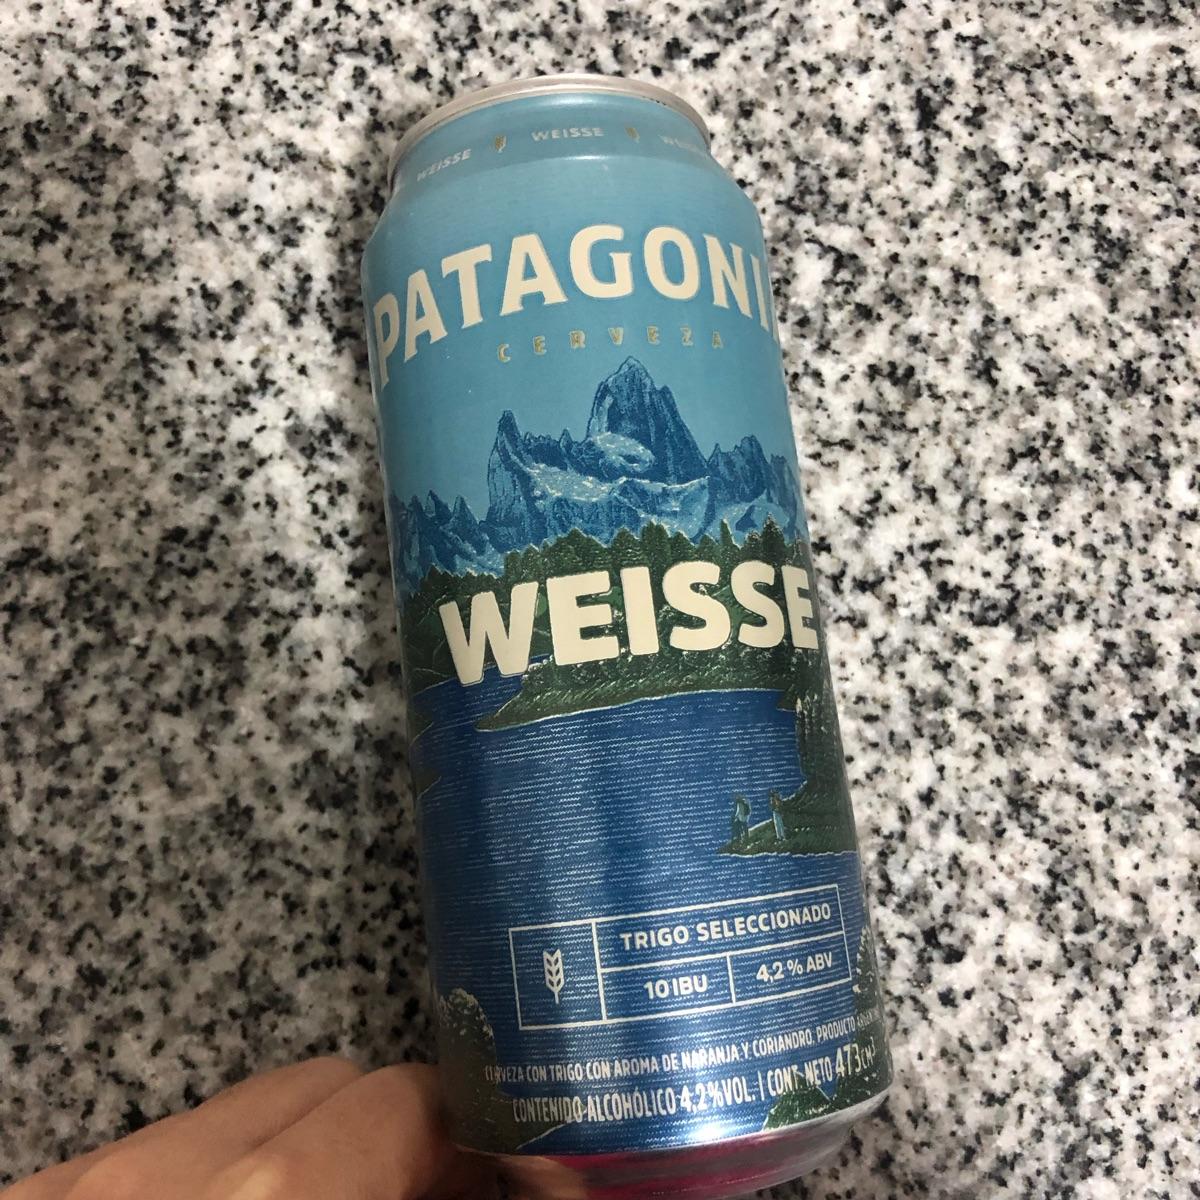 WEISSE WEISSE
PATAGONI
CERVEZA
WEISSE
TRIGO SELECCIONADO
10 IBU 4,2 % ABV
CERVEZA CON TRIGO CON AROMA DE NARANJA Y CORIANDRO. PRODUCTO
CONTENIDO ALCOHÓLICO 4,2%VOL. | CONT. NETO 473CM³